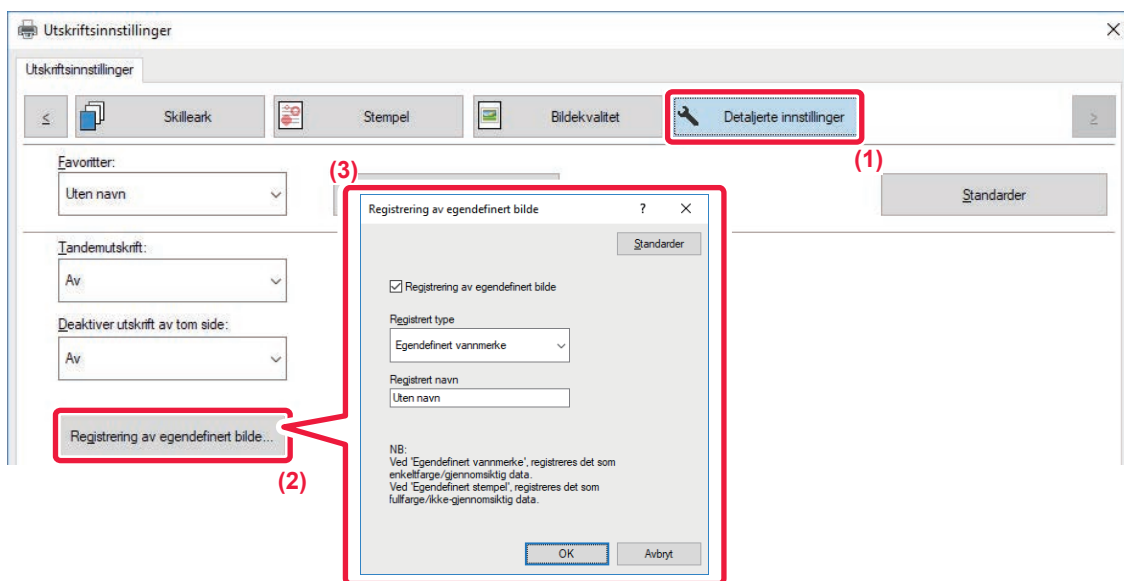 Utskriftsinnstillinger
Utskriftsinnstillinger
≤ Skilleark Stempel Bildekvalitet Detaljerte innstillinger ≥
(1)
Favoritter:
Uten navn
Standarder
(3)
Tandemutskrift:
Av
Deaktiver utskrift av tom side:
Av
Registrering av egendefinert bilde...
(2)
Registrering av egendefinert bilde ?
Standarder
Registrering av egendefinert bilde
Registrert type
Egendefinert vannmerke
Registrert navn
Uten navn
NB:
Ved 'Egendefinert vannmerke', registreres det som
enkeltfarge/gjennomsiktig data.
Ved 'Egendefinert stempel', registreres det som
fullfarge/ikke-gjennomsiktig data.
OK Avbryt